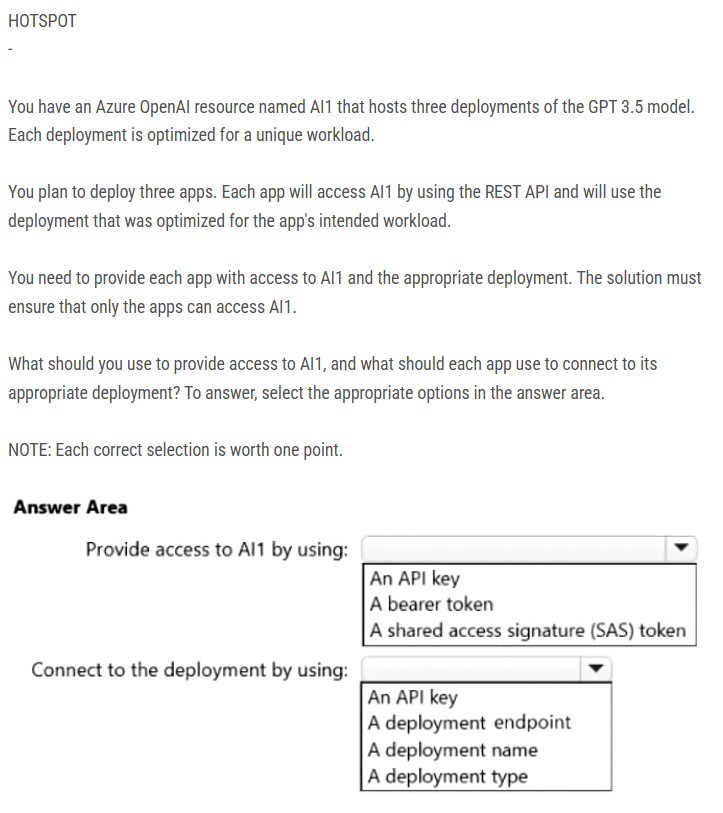 HOTSPOT
-
You have an Azure OpenAI resource named AI1 that hosts three deployments of the GPT 3.5 model.
Each deployment is optimized for a unique workload.
You plan to deploy three apps. Each app will access AI1 by using the REST API and will use the
deployment that was optimized for the app's intended workload.
You need to provide each app with access to AI1 and the appropriate deployment. The solution must
ensure that only the apps can access AI1.
What should you use to provide access to AI1, and what should each app use to connect to its
appropriate deployment? To answer, select the appropriate options in the answer area.
NOTE: Each correct selection is worth one point.
Answer Area
Provide access to AI1 by using:
An API key
A bearer token
A shared access signature (SAS) token
Connect to the deployment by using:
An API key
A deployment endpoint
A deployment name
A deployment type